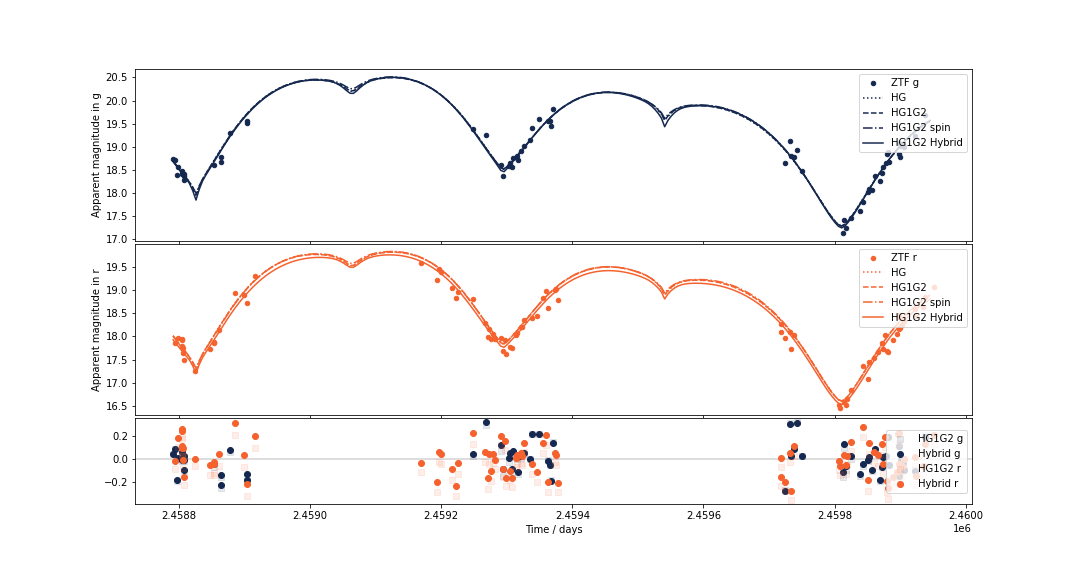 20.5
20.0
19.5
19.0
18.5
18.0
17.5
17.0
Apparent magnitude in g
ZTF g
HG
HG1G2
HG1G2 spin
HG1G2 Hybrid
19.5
19.0
18.5
18.0
17.5
17.0
16.5
Apparent magnitude in r
ZTF r
HG
HG1G2
HG1G2 spin
HG1G2 Hybrid
0.2
0.0
−0.2
HG1G2 g
Hybrid g
HG1G2 r
Hybrid r
2.4588 2.4590 2.4592 2.4594 2.4596 2.4598 2.4600
Time / days
1e6